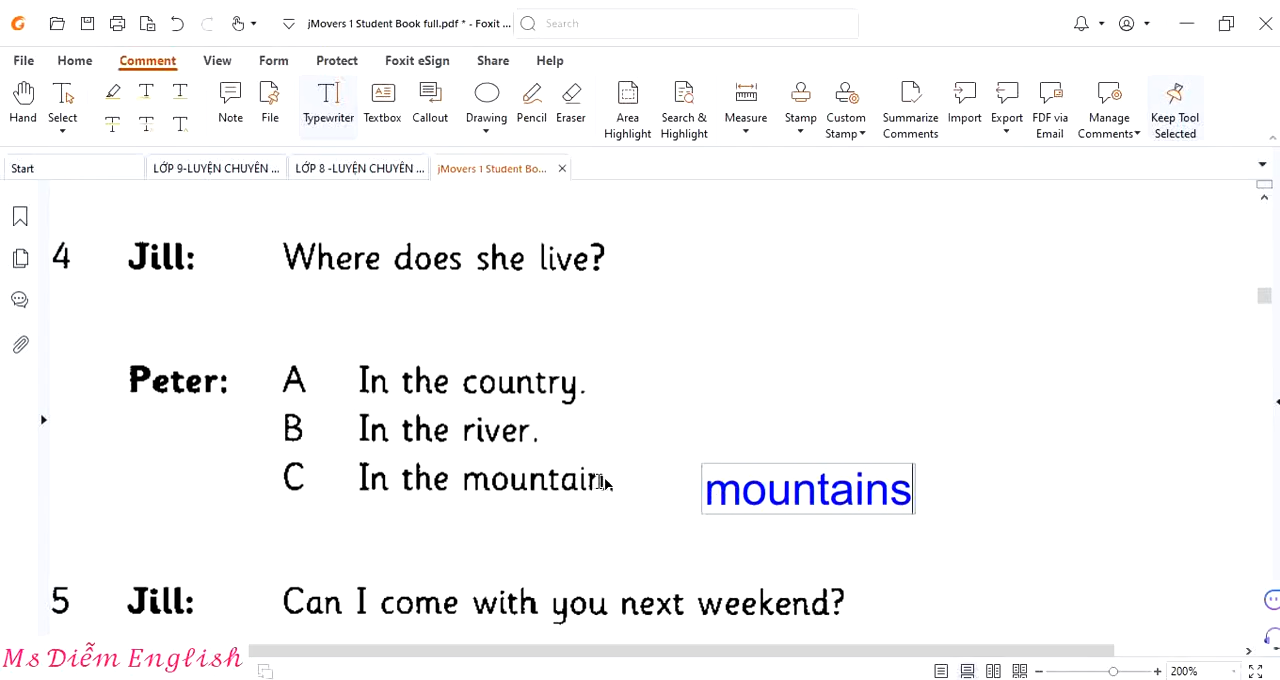 jMovers 1 Student Book full.pdf * - Foxit ...
Search
File Home Comment View Form Protect Foxit eSign Share Help
Hand Select Note File Typewriter Textbox Callout Drawing Pencil Eraser Area Highlight Search & Highlight Measure Stamp Custom Stamp Summarize Comments Import Export FDF via Email Manage Comments Keep Tool Selected
Start LỚP 9-LUYỆN CHUYÊN ... LỚP 8 -LUYỆN CHUYÊN ... jMovers 1 Student Bo...
4 Jill: Where does she live?
Peter: A In the country.
B In the river.
C In the mountain
mountains
5 Jill: Can I come with you next weekend?
Ms Diễm English
200%